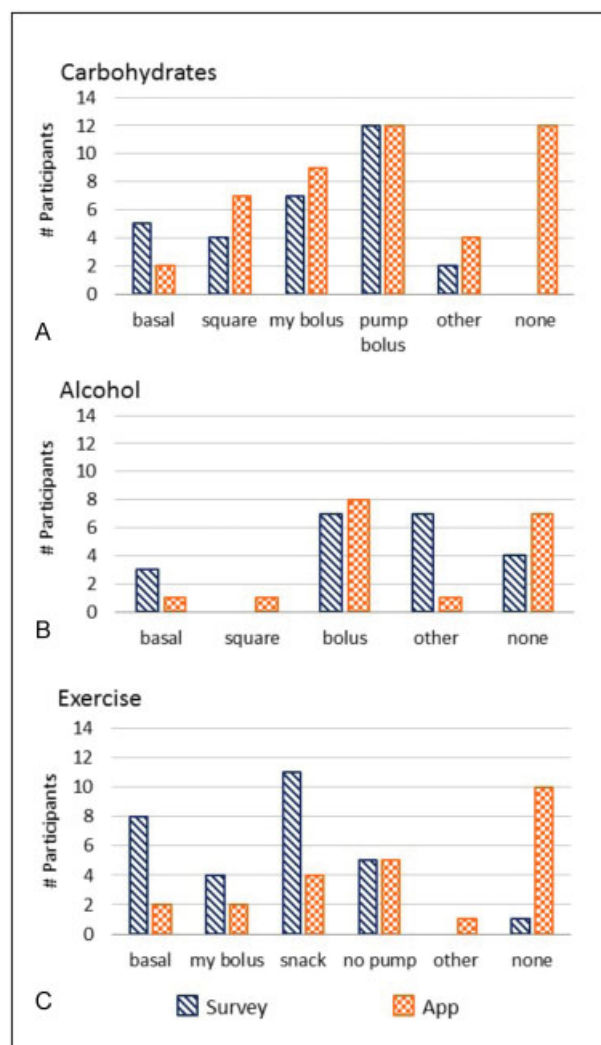 Carbohydrates
14
12
10
8
6
4
2
0
# Participants
basal square my bolus pump bolus other none
A
Alcohol
14
12
10
8
6
4
2
0
# Participants
basal square bolus other none
B
Exercise
14
12
10
8
6
4
2
0
# Participants
basal my bolus snack no pump other none
C
Survey App